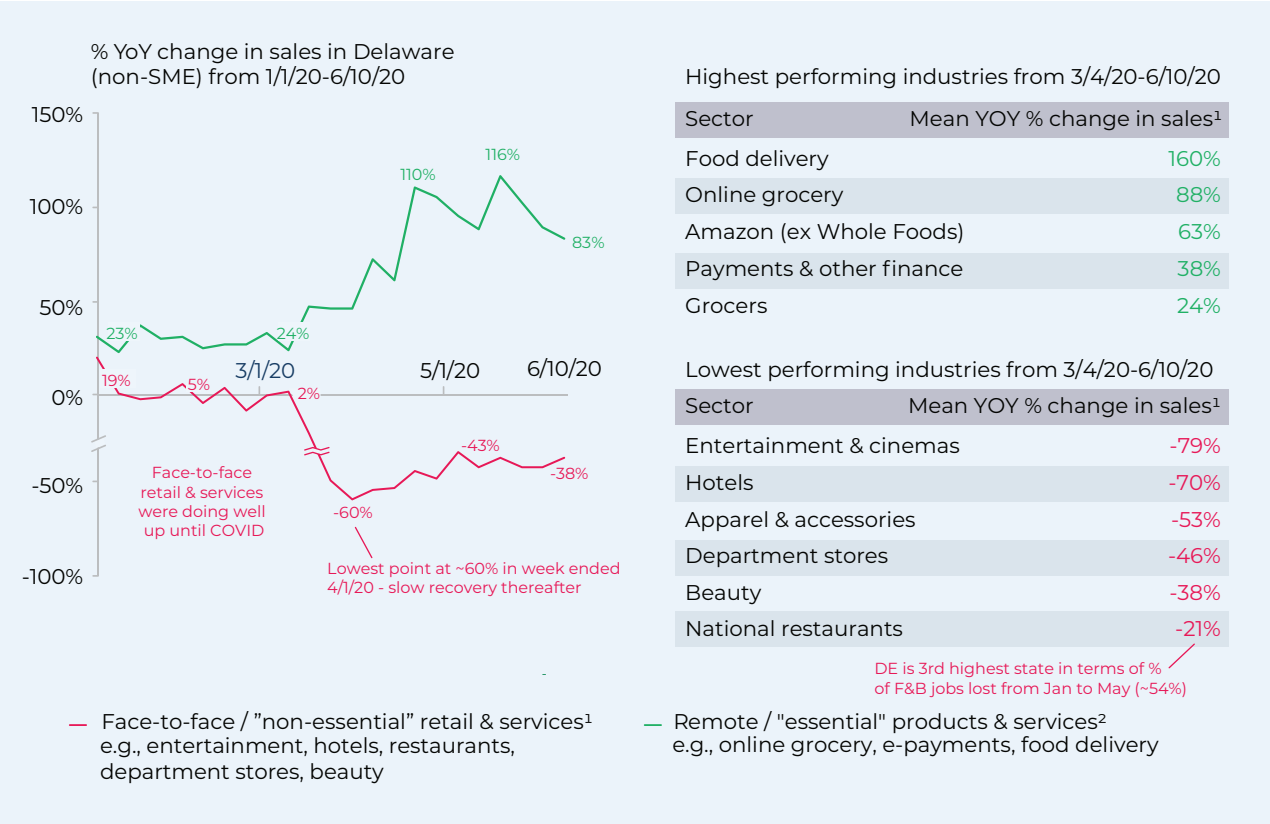 % YoY change in sales in Delaware
(non-SME) from 1/1/20-6/10/20
150%
100%
50%
0%
-50%
-100%
23%
24%
110%
116%
83%
3/1/20
5/1/20
6/10/20
19%
5%
2%
-60%
-43%
-38%
Face-to-face
retail & services
were doing well
up until COVID
Lowest point at ~60% in week ended
4/1/20 - slow recovery thereafter
Highest performing industries from 3/4/20-6/10/20
Sector Mean YOY % change in sales¹
Food delivery 160%
Online grocery 88%
Amazon (ex Whole Foods) 63%
Payments & other finance 38%
Grocers 24%
Lowest performing industries from 3/4/20-6/10/20
Sector Mean YOY % change in sales¹
Entertainment & cinemas -79%
Hotels -70%
Apparel & accessories -53%
Department stores -46%
Beauty -38%
National restaurants -21%
DE is 3rd highest state in terms of %
of F&B jobs lost from Jan to May (~54%)
Face-to-face / ”non-essential” retail & services¹
e.g., entertainment, hotels, restaurants,
department stores, beauty
Remote / "essential" products & services²
e.g., online grocery, e-payments, food delivery